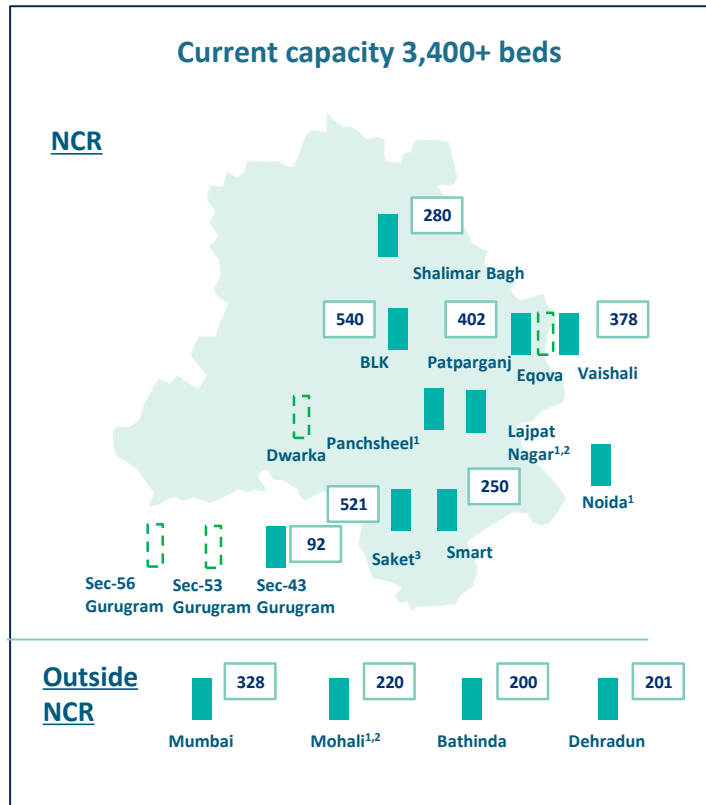 Current capacity 3,400+ beds
NCR
280
Shalimar Bagh
540
BLK
402
Patparganj
Eqova
378
Vaishali
Dwarka
Panchsheel¹
Lajpat
Nagar¹,²
Noida¹
521
Saket³
250
Smart
Sec-56
Gurugram
Sec-53
Gurugram
92
Sec-43
Gurugram
Outside
NCR
328
Mumbai
220
Mohali¹,²
200
Bathinda
201
Dehradun